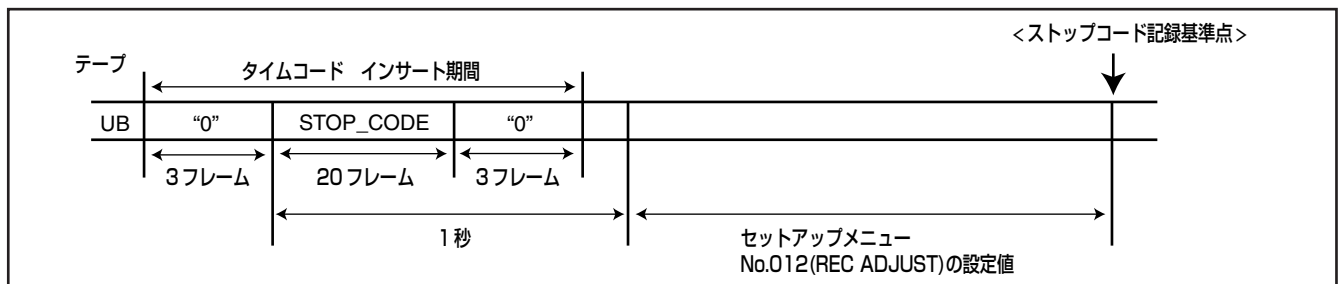 <ストップコード記録基準点>
テープ
タイムコード インサート期間
UB “0” STOP_CODE “0”
3フレーム 20フレーム 3フレーム
1秒
セットアップメニュー
No.012(REC ADJUST)の設定値